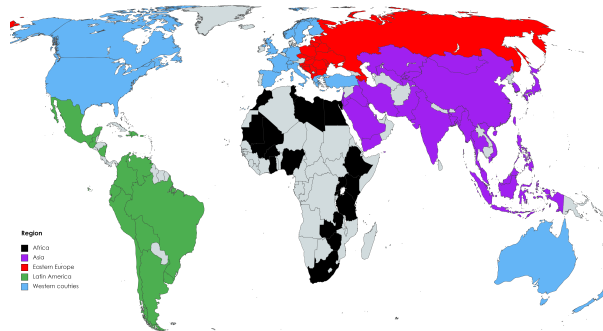 Region
Africa
Asia
Eastern Europe
Latin America
Western coutries